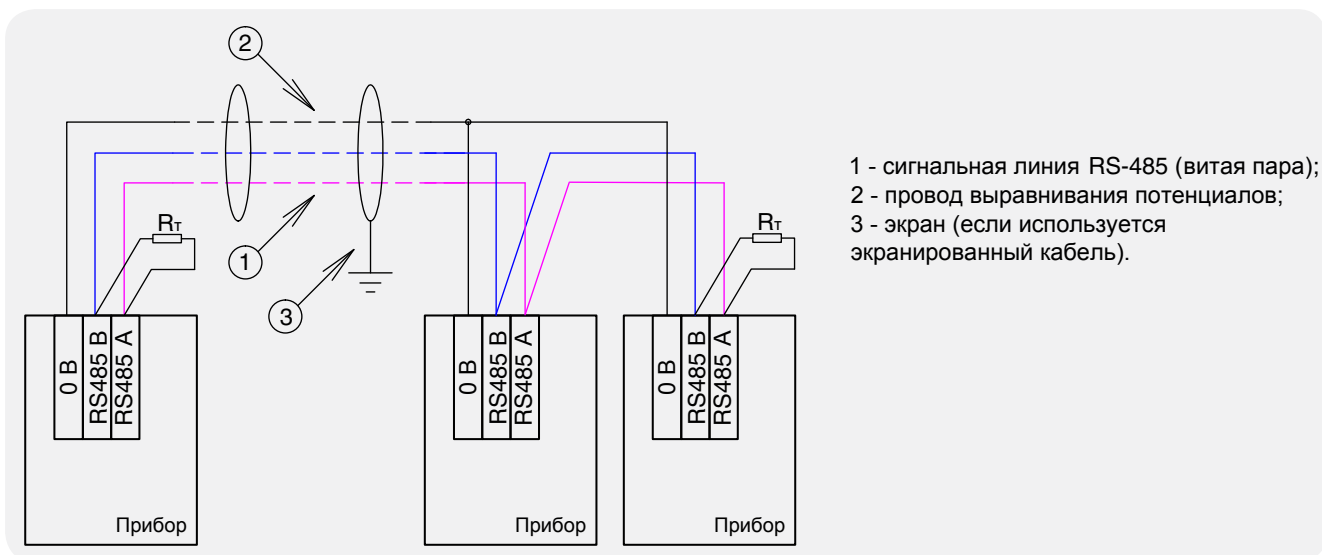 2
1 - сигнальная линия RS-485 (витая пара);
2 - провод выравнивания потенциалов;
3 - экран (если используется
экранированный кабель).
Rт
1
Rт
3
0 В
RS485 B
RS485 A
0 В
RS485 B
RS485 A
0 В
RS485 B
RS485 A
Прибор
Прибор
Прибор